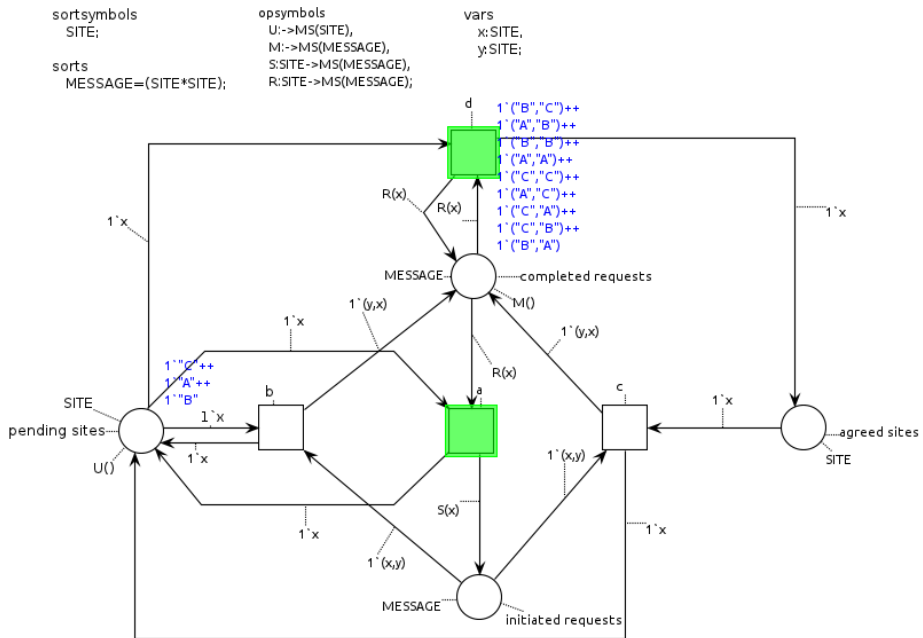 sortsymbols
SITE;
sorts
MESSAGE=(SITE*SITE);
opsymbols
U:->MS(SITE),
M:->MS(MESSAGE),
S:SITE->MS(MESSAGE),
R:SITE->MS(MESSAGE);
vars
x:SITE,
y:SITE;
d
1`("B","C")++
1`("A","B")++
1`("B","B")++
1`("A","A")++
1`("C","C")++
1`("A","C")++
1`("C","A")++
1`("C","B")++
1`("B","A")
R(x)
R(x)
1`x
1`x
MESSAGE
completed requests
M()
1`(y,x)
1`(y,x)
1`x
R(x)
1`"C"++
1`"A"++
1`"B"
SITE
pending sites
U()
1`x
1`x
b
a
c
1`x
agreed sites
SITE
1`(x,y)
S(x)
1`x
1`x
1`(x,y)
MESSAGE
initiated requests